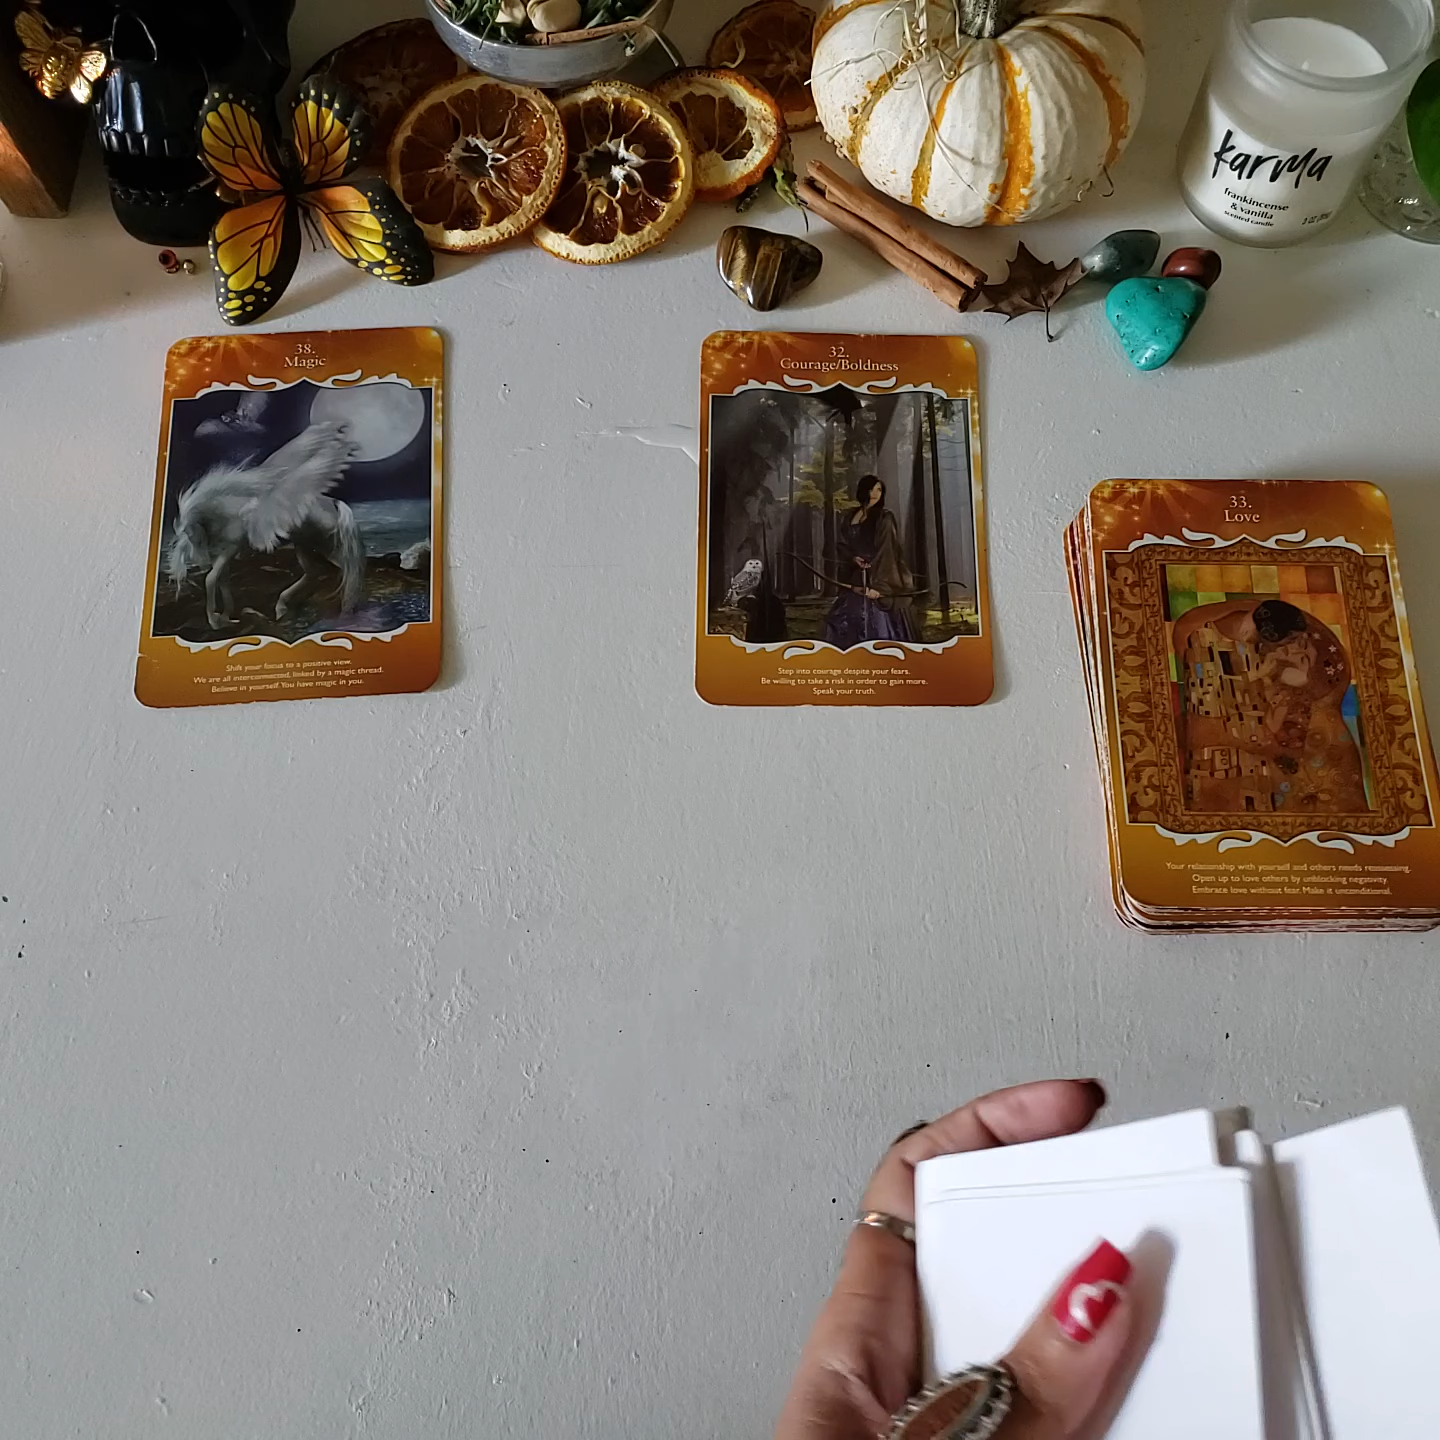 karma
frankincense
& vanilla
scented candle
38.
Magic
Shift your focus to a positive view.
We are all interconnected, linked by a magic thread.
Believe in yourself. You have magic in you.
32.
Courage/Boldness
Step into courage despite your fears.
Be willing to take a risk in order to gain more.
Speak your truth.
33.
Love
Your relationship with yourself and others needs reassessing.
Open up to love others by unblocking negativity.
Embrace love without fear. Make it unconditional.